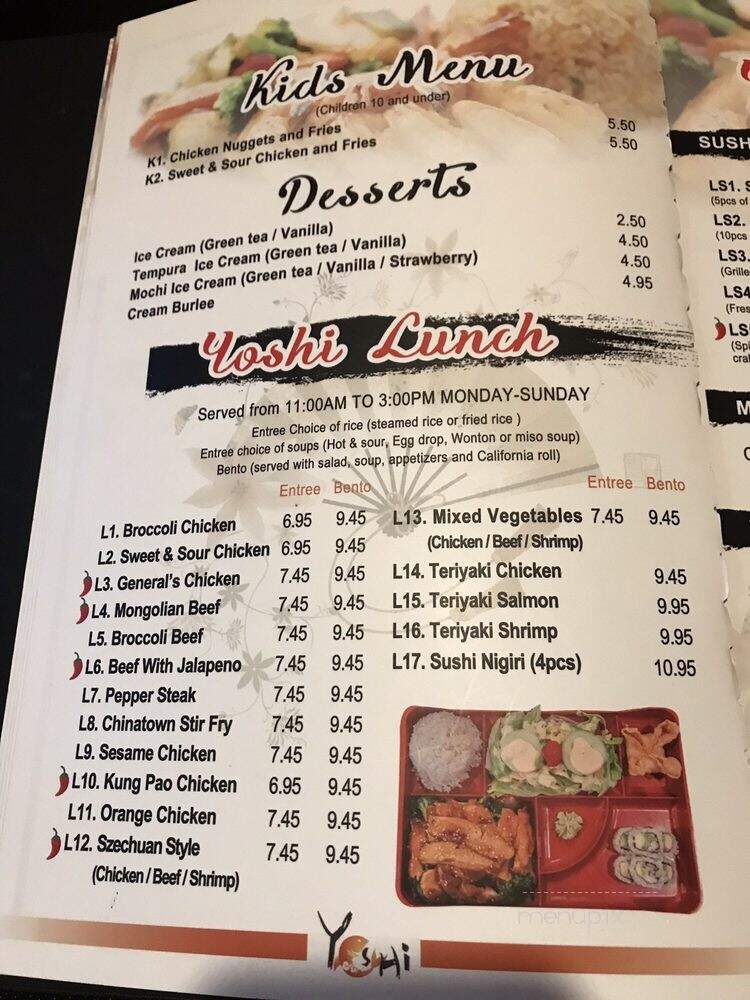 Kids Menu
(Children 10 and under)
K1. Chicken Nuggets and Fries 5.50
K2. Sweet & Sour Chicken and Fries 5.50
Desserts
Ice Cream (Green tea / Vanilla) 2.50
Tempura Ice Cream (Green tea / Vanilla) 4.50
Mochi Ice Cream (Green tea / Vanilla / Strawberry) 4.50
Cream Burlee 4.95
Yoshi Lunch
Served from 11:00AM TO 3:00PM MONDAY-SUNDAY
Entree Choice of rice (steamed rice or fried rice )
Entree choice of soups (Hot & sour, Egg drop, Wonton or miso soup)
Bento (served with salad, soup, appetizers and California roll)
Entree Bento
L1. Broccoli Chicken 6.95 9.45
L2. Sweet & Sour Chicken 6.95 9.45
L3. General's Chicken 7.45 9.45
L4. Mongolian Beef 7.45 9.45
L5. Broccoli Beef 7.45 9.45
L6. Beef With Jalapeno 7.45 9.45
L7. Pepper Steak 7.45 9.45
L8. Chinatown Stir Fry 7.45 9.45
L9. Sesame Chicken 7.45 9.45
L10. Kung Pao Chicken 6.95 9.45
L11. Orange Chicken 7.45 9.45
L12. Szechuan Style 7.45 9.45
(Chicken / Beef / Shrimp)
Entree Bento
L13. Mixed Vegetables 7.45 9.45
(Chicken / Beef / Shrimp)
L14. Teriyaki Chicken 9.45
L15. Teriyaki Salmon 9.95
L16. Teriyaki Shrimp 9.95
L17. Sushi Nigiri (4pcs) 10.95
menupix
YOSHI
SUSH
LS1. S
(5pcs of
LS2.
(10pcs
LS3.
(Grille
LS4
(Fres
LS
(Spi
cral
M